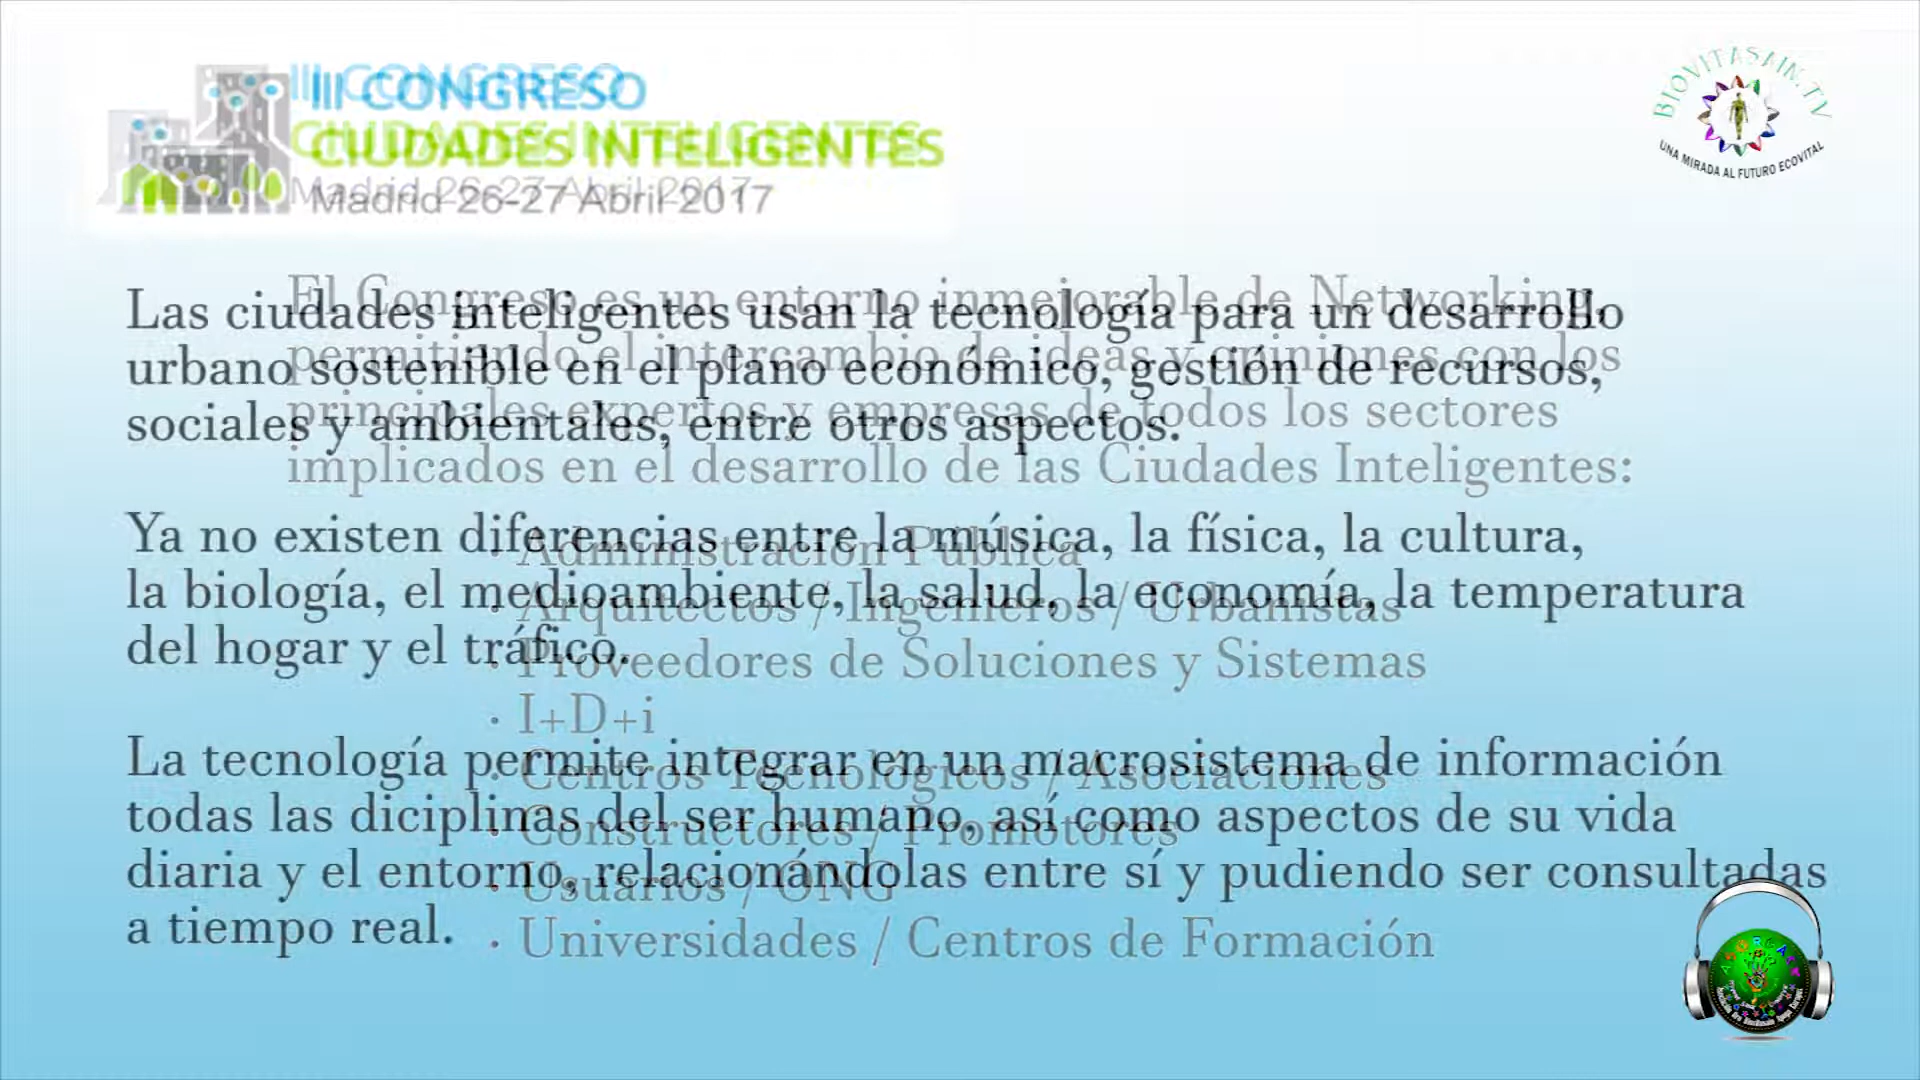 III CONGRESO
CIUDADES INTELIGENTES
Madrid 26-27 Abril 2017
BIOVITASAIN.TV
UNA MIRADA AL FUTURO ECOVITAL
Las ciudades inteligentes usan la tecnología para un desarrollo
urbano sostenible en el plano económico, gestión de recursos,
sociales y ambientales, entre otros aspectos.
Ya no existen diferencias entre la música, la física, la cultura,
la biología, el medioambiente, la salud, la economía, la temperatura
del hogar y el tráfico.
La tecnología permite integrar en un macrosistema de información
todas las diciplinas del ser humano, así como aspectos de su vida
diaria y el entorno, relacionándolas entre sí y pudiendo ser consultadas
a tiempo real.
El Congreso es un entorno inmejorable de Networking,
permitiendo el intercambio de ideas y opiniones con los
principales expertos y empresas de todos los sectores
implicados en el desarrollo de las Ciudades Inteligentes:
· Administración Pública
· Arquitectos / Ingenieros / Urbanistas
· Proveedores de Soluciones y Sistemas
· I+D+i
· Centros Tecnológicos / Asociaciones
· Constructores / Promotores
· Usuarios / ONG
· Universidades / Centros de Formación